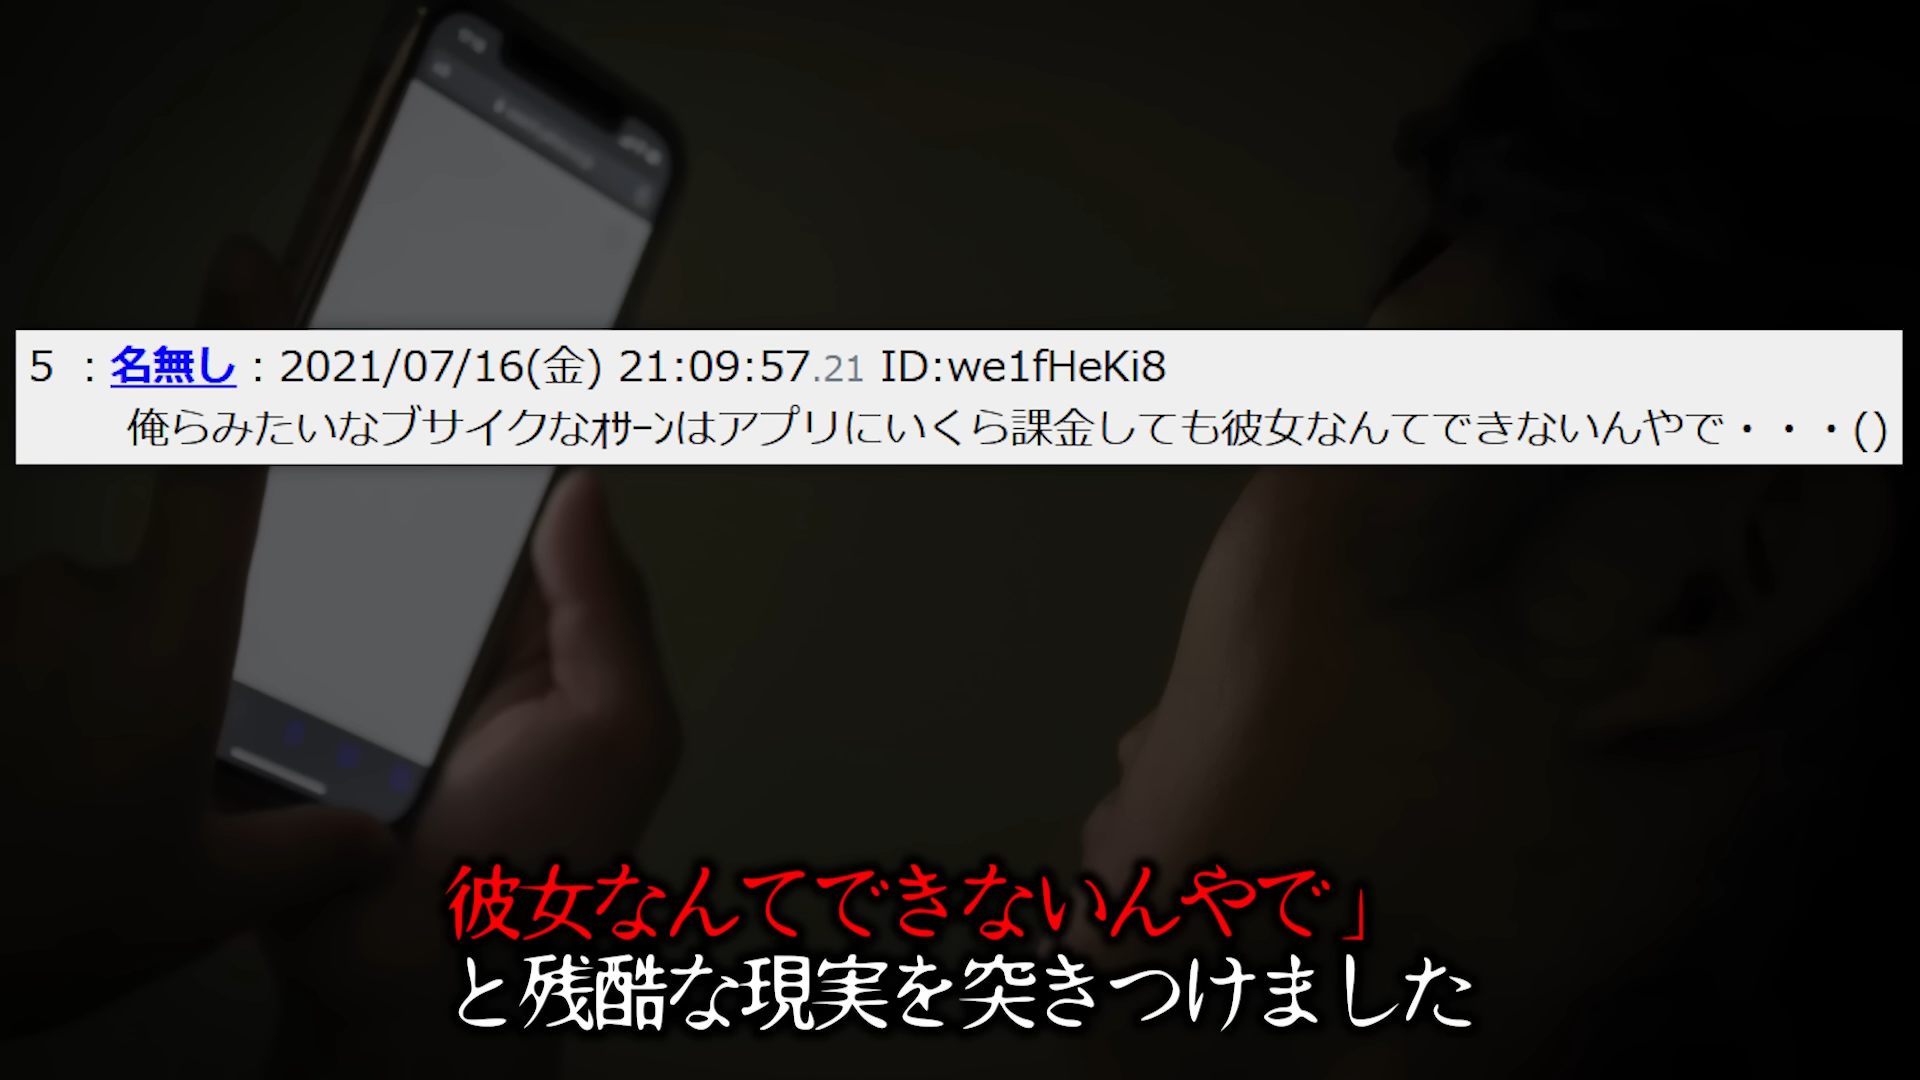 5 ：名無し：2021/07/16(金) 21:09:57.21 ID:we1fHeKi8
俺らみたいなブサイクなｵｻｰﾝはアプリにいくら課金しても彼女なんてできないんやで・・・()
彼女なんてできないんやで」
と残酷な現実を突きつけました